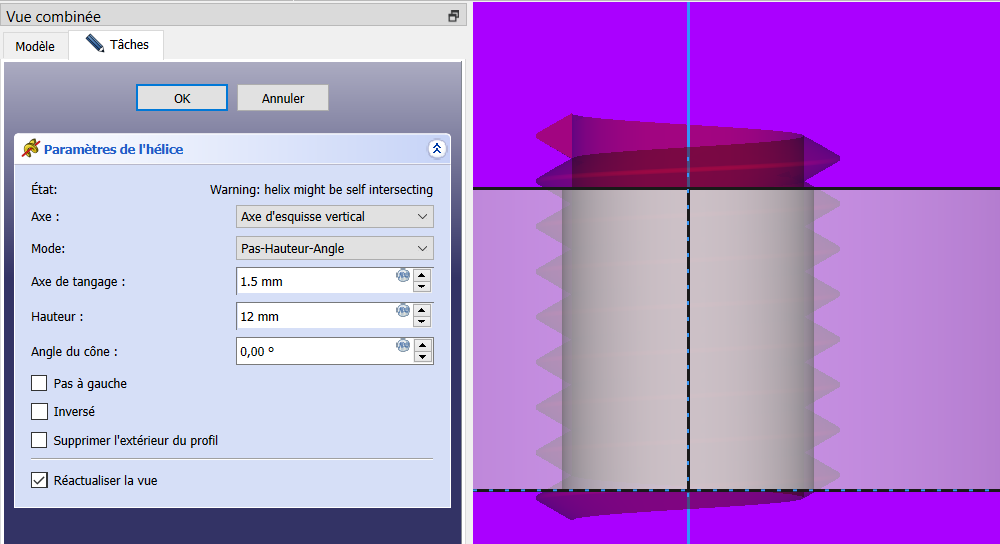 Vue combinée
Modèle
Tâches
OK
Annuler
Paramètres de l'hélice
État:
Warning: helix might be self intersecting
Axe :
Axe d'esquisse vertical
Mode:
Pas-Hauteur-Angle
Axe de tangage :
1.5 mm
Hauteur :
12 mm
Angle du cône :
0,00 º
Pas à gauche
Inversé
Supprimer l'extérieur du profil
Réactualiser la vue